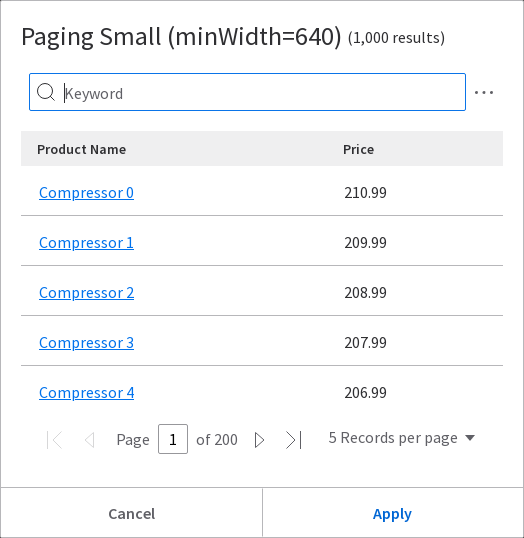 Paging Small (minWidth=640) (1,000 results)
Keyword
Product Name Price
Compressor 0 210.99
Compressor 1 209.99
Compressor 2 208.99
Compressor 3 207.99
Compressor 4 206.99
Page 1 of 200 5 Records per page
Cancel Apply